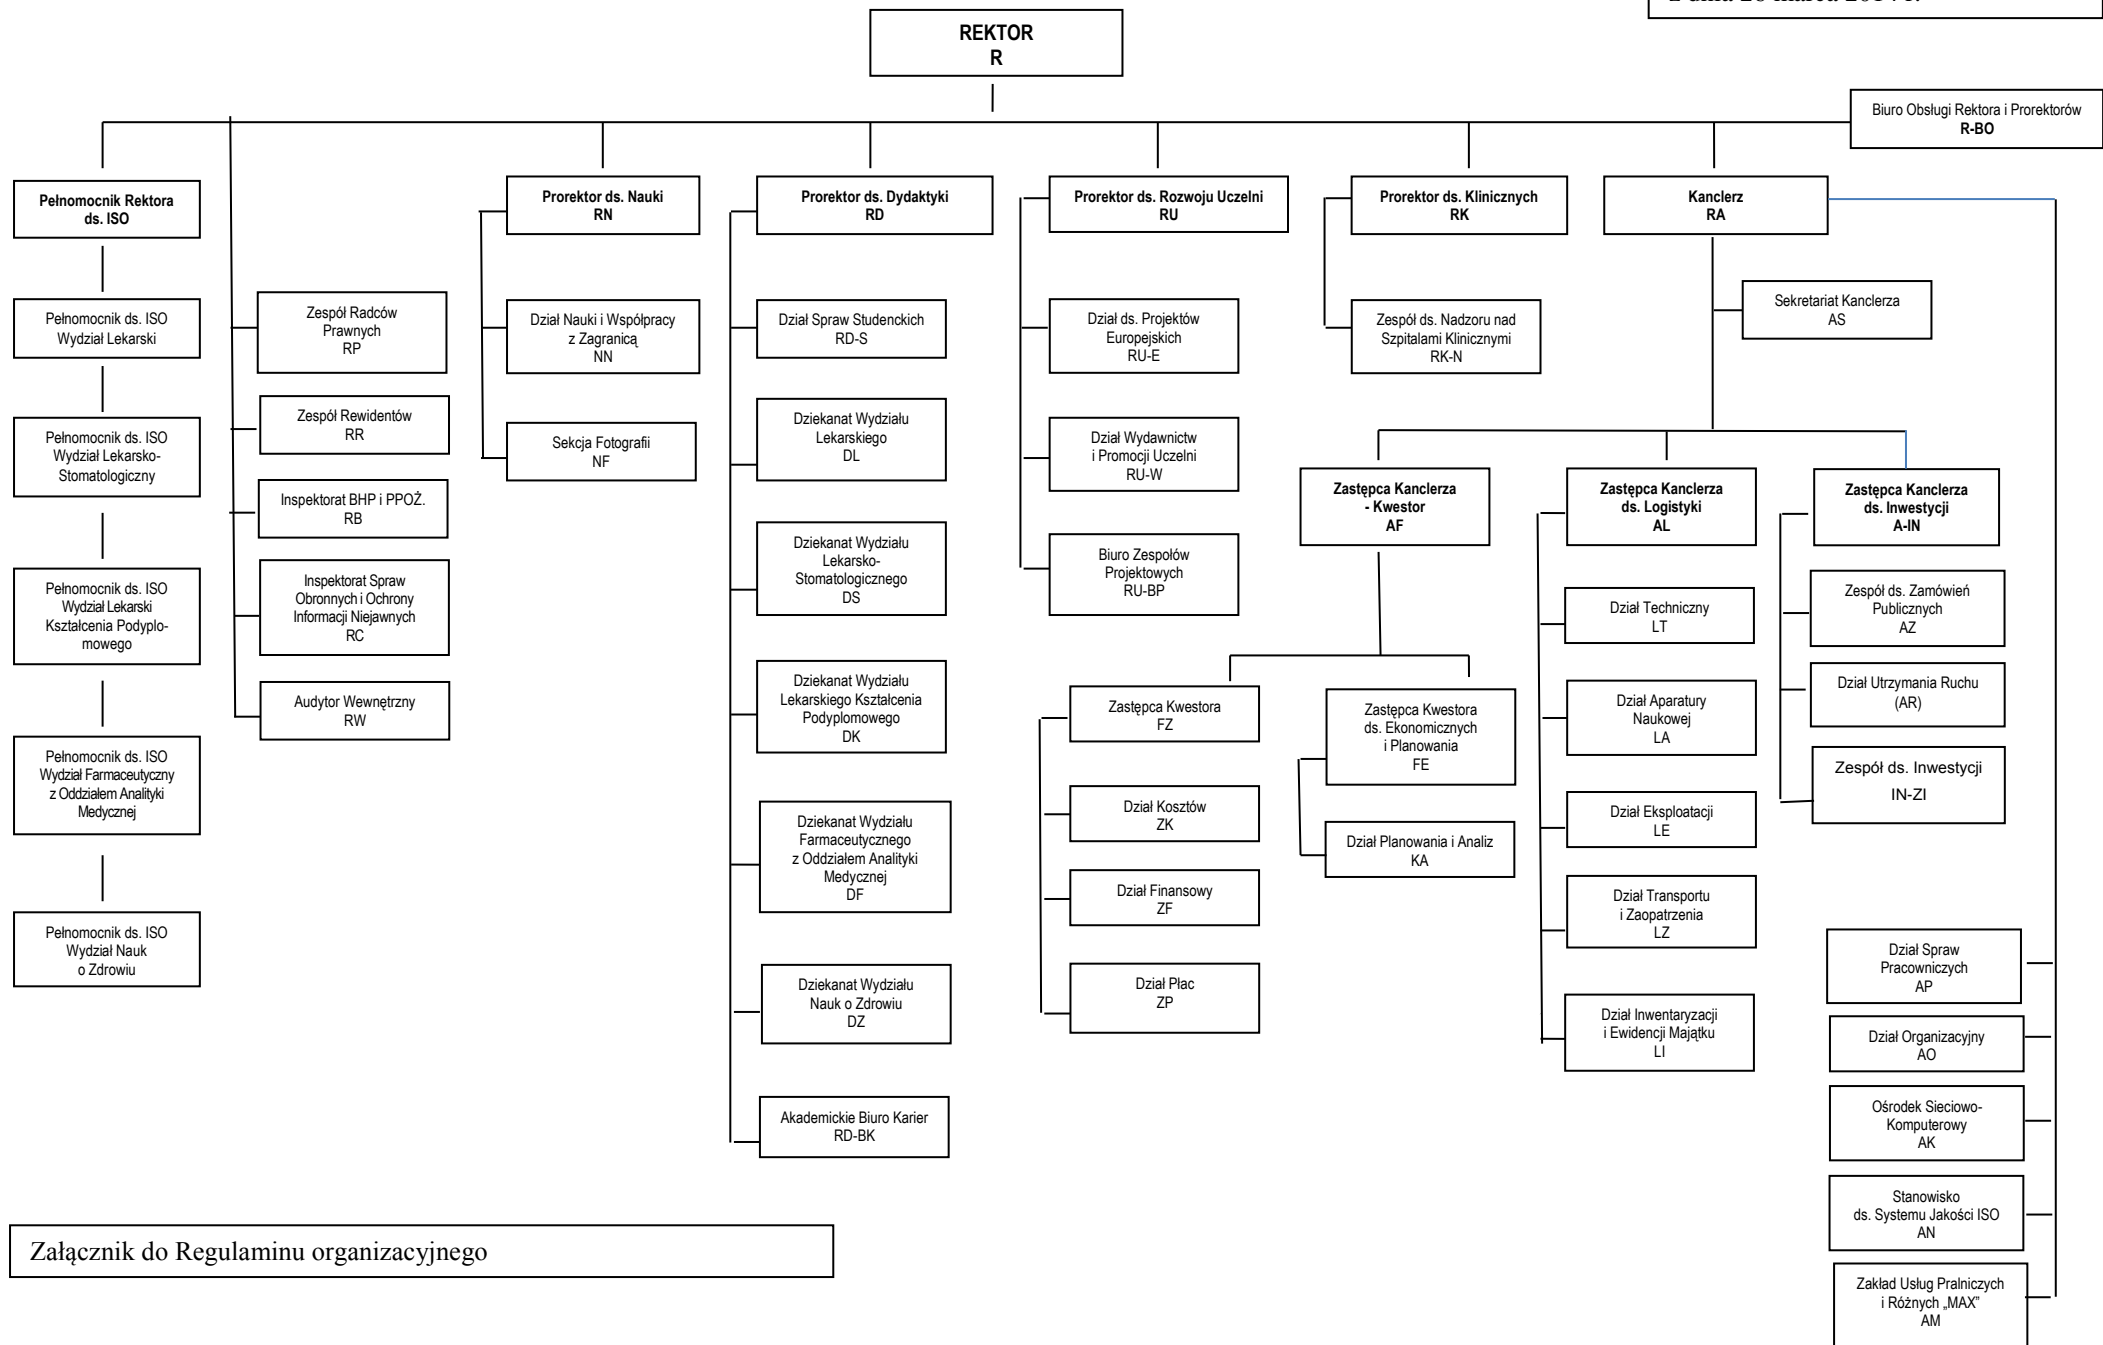 z dnia 28 marca 2014 r.
REKTOR
R
Biuro Obsługi Rektora i Prorektorów
R-BO
Pełnomocnik Rektora
ds. ISO
Prorektor ds. Nauki
RN
Prorektor ds. Dydaktyki
RD
Prorektor ds. Rozwoju Uczelni
RU
Prorektor ds. Klinicznych
RK
Kanclerz
RA
Pełnomocnik ds. ISO
Wydział Lekarski
Pełnomocnik ds. ISO
Wydział Lekarsko-
Stomatologiczny
Pełnomocnik ds. ISO
Wydział Lekarski
Kształcenia Podyplo-
mowego
Pełnomocnik ds. ISO
Wydział Farmaceutyczny
z Oddziałem Analityki
Medycznej
Pełnomocnik ds. ISO
Wydział Nauk
o Zdrowiu
Zespół Radców
Prawnych
RP
Zespół Rewidentów
RR
Inspektorat BHP i PPOŻ.
RB
Inspektorat Spraw
Obronnych i Ochrony
Informacji Niejawnych
RC
Audytor Wewnętrzny
RW
Dział Nauki i Współpracy
z Zagranicą
NN
Sekcja Fotografii
NF
Dział Spraw Studenckich
RD-S
Dziekanat Wydziału
Lekarskiego
DL
Dziekanat Wydziału
Lekarsko-
Stomatologicznego
DS
Dziekanat Wydziału
Lekarskiego Kształcenia
Podyplomowego
DK
Dziekanat Wydziału
Farmaceutycznego
z Oddziałem Analityki
Medycznej
DF
Dziekanat Wydziału
Nauk o Zdrowiu
DZ
Akademickie Biuro Karier
RD-BK
Dział ds. Projektów
Europejskich
RU-E
Dział Wydawnictw
i Promocji Uczelni
RU-W
Biuro Zespołów
Projektowych
RU-BP
Zespół ds. Nadzoru nad
Szpitalami Klinicznymi
RK-N
Sekretariat Kanclerza
AS
Zastępca Kanclerza
- Kwestor
AF
Zastępca Kanclerza
ds. Logistyki
AL
Zastępca Kanclerza
ds. Inwestycji
A-IN
Zastępca Kwestora
FZ
Dział Kosztów
ZK
Dział Finansowy
ZF
Dział Płac
ZP
Zastępca Kwestora
ds. Ekonomicznych
i Planowania
FE
Dział Planowania i Analiz
KA
Dział Techniczny
LT
Dział Aparatury
Naukowej
LA
Dział Eksploatacji
LE
Dział Transportu
i Zaopatrzenia
LZ
Dział Inwentaryzacji
i Ewidencji Majątku
LI
Zespół ds. Zamówień
Publicznych
AZ
Dział Utrzymania Ruchu
(AR)
Zespół ds. Inwestycji
IN-ZI
Dział Spraw
Pracowniczych
AP
Dział Organizacyjny
AO
Ośrodek Sieciowo-
Komputerowy
AK
Stanowisko
ds. Systemu Jakości ISO
AN
Zakład Usług Pralniczych
i Różnych „MAX”
AM
Załącznik do Regulaminu organizacyjnego